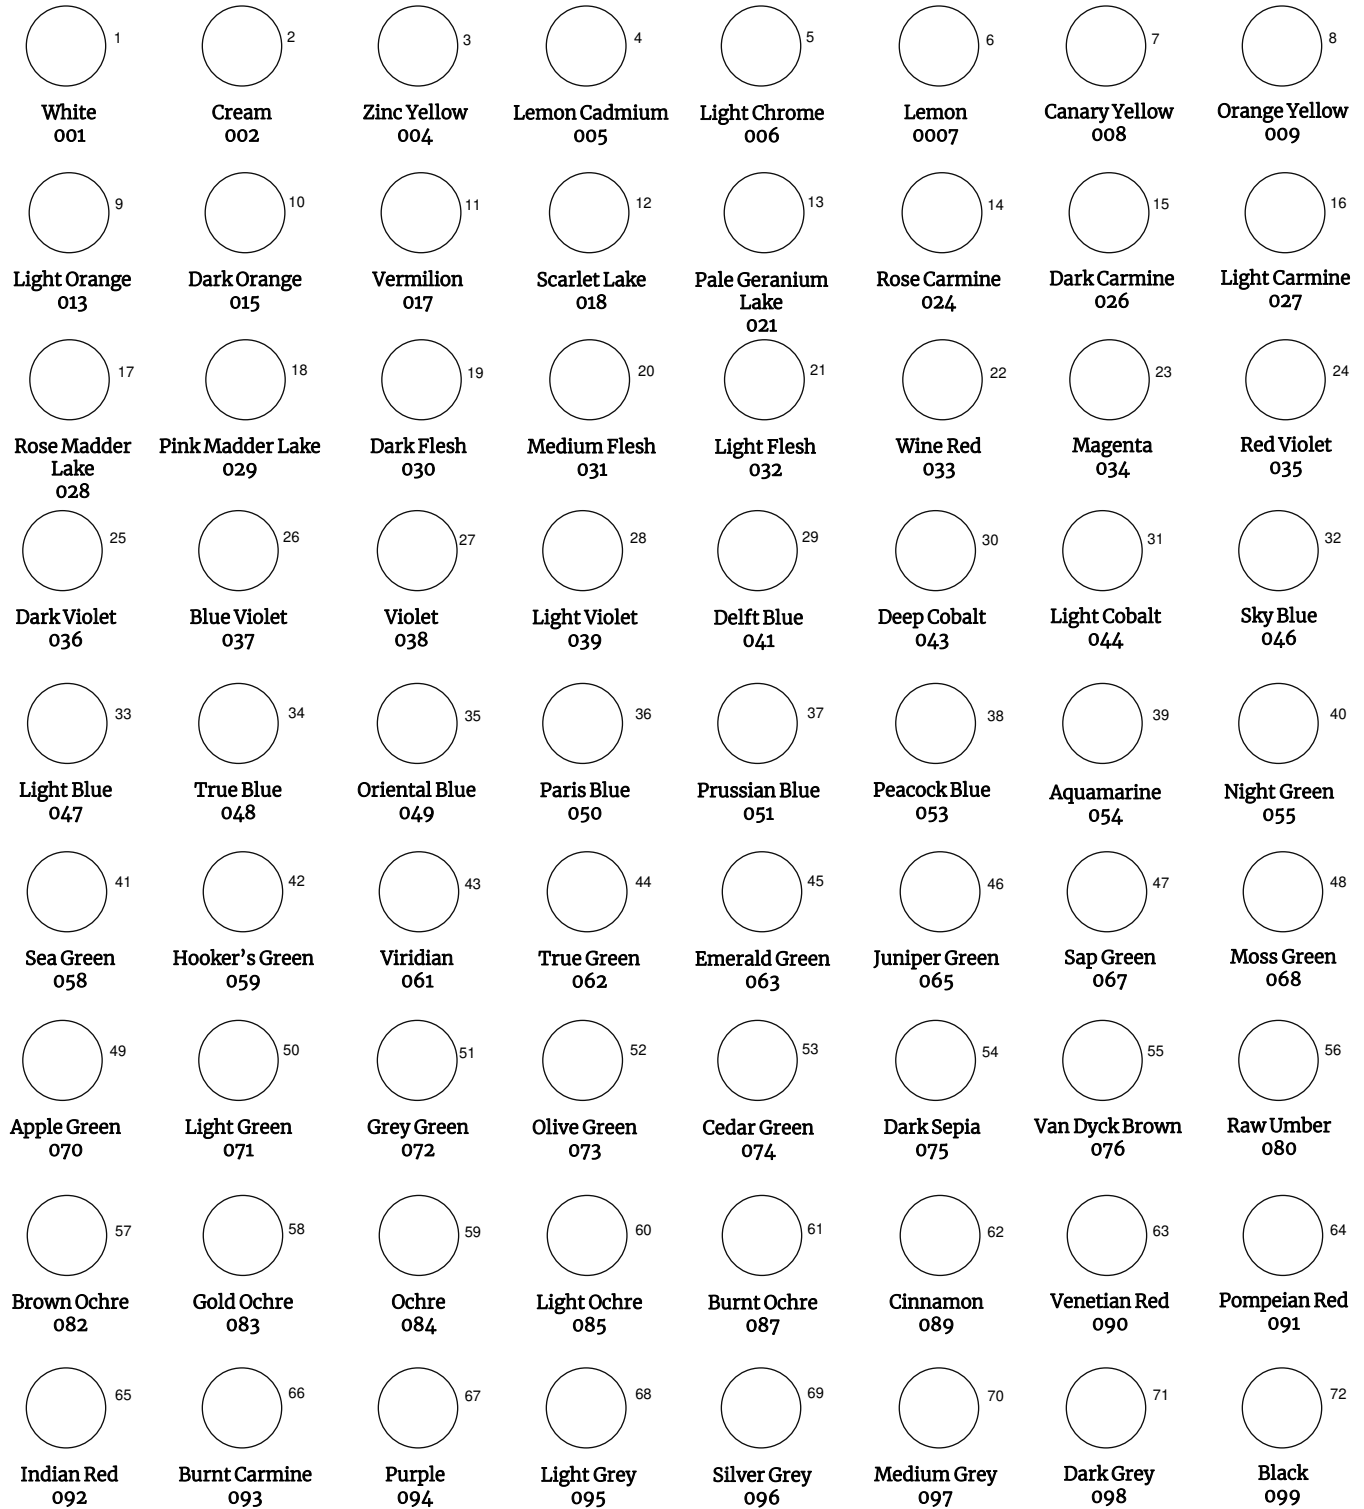 1 2 3 4 5 6 7 8
White Cream Zinc Yellow Lemon Cadmium Light Chrome Lemon Canary Yellow Orange Yellow
001 002 004 005 006 0007 008 009
9 10 11 12 13 14 15 16
Light Orange Dark Orange Vermilion Scarlet Lake Pale Geranium Rose Carmine Dark Carmine Light Carmine
013 015 017 018 Lake 024 026 027
021
17 18 19 20 21 22 23 24
Rose Madder Pink Madder Lake Dark Flesh Medium Flesh Light Flesh Wine Red Magenta Red Violet
Lake 029 030 031 032 033 034 035
028
25 26 27 28 29 30 31 32
Dark Violet Blue Violet Violet Light Violet Delft Blue Deep Cobalt Light Cobalt Sky Blue
036 037 038 039 041 043 044 046
33 34 35 36 37 38 39 40
Light Blue True Blue Oriental Blue Paris Blue Prussian Blue Peacock Blue Aquamarine Night Green
047 048 049 050 051 053 054 055
41 42 43 44 45 46 47 48
Sea Green Hooker’s Green Viridian True Green Emerald Green Juniper Green Sap Green Moss Green
058 059 061 062 063 065 067 068
49 50 51 52 53 54 55 56
Apple Green Light Green Grey Green Olive Green Cedar Green Dark Sepia Van Dyck Brown Raw Umber
070 071 072 073 074 075 076 080
57 58 59 60 61 62 63 64
Brown Ochre Gold Ochre Ochre Light Ochre Burnt Ochre Cinnamon Venetian Red Pompeian Red
082 083 084 085 087 089 090 091
65 66 67 68 69 70 71 72
Indian Red Burnt Carmine Purple Light Grey Silver Grey Medium Grey Dark Grey Black
092 093 094 095 096 097 098 099